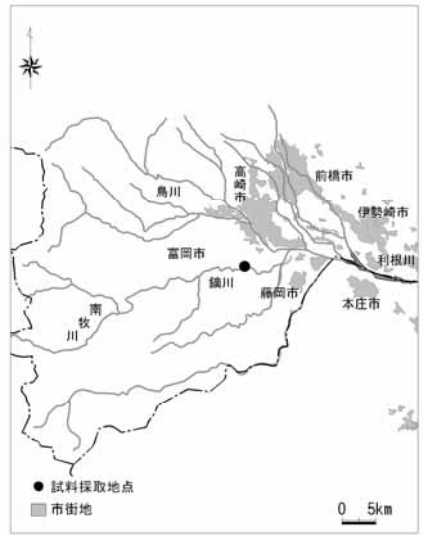 高崎市
前橋市
烏川
伊勢崎市
富岡市
利根川
鏑川
藤岡市
本庄市
南牧川
試料採取地点
市街地
0 5km